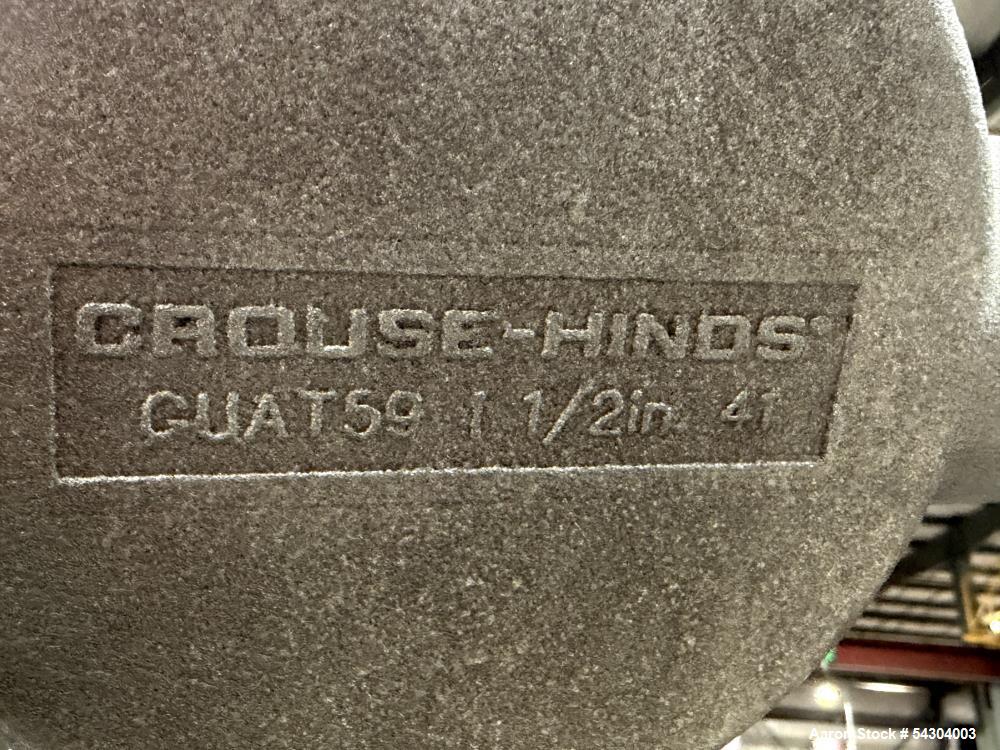 CROUSE-HINDS®
GUAT59 1 1/2in. 41
Aaron Stock # 54304003